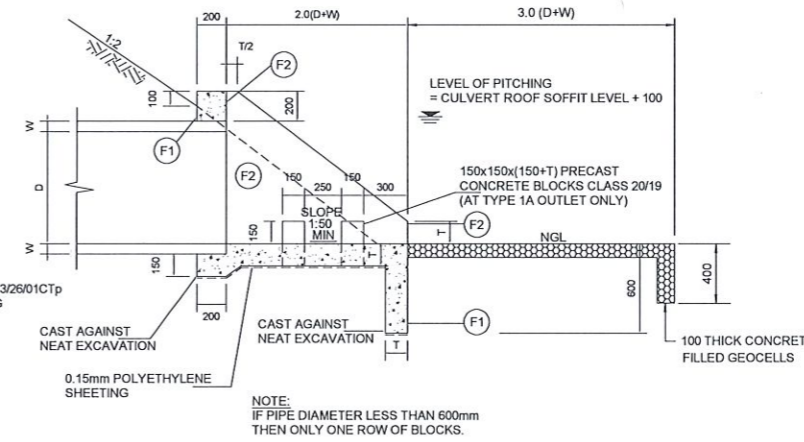 200
2.0(D+W)
3.0 (D+W)
1:2
T/2
F2
LEVEL OF PITCHING
= CULVERT ROOF SOFFIT LEVEL + 100
100
200
W
F1
F2
D
150
250
150
300
150x150x(150+T) PRECAST
CONCRETE BLOCKS CLASS 20/19
(AT TYPE 1A OUTLET ONLY)
SLOPE
1:50
MIN
150
F2
T
NGL
W
150
T
600
400
3/26/01CTp
G
200
CAST AGAINST
NEAT EXCAVATION
CAST AGAINST
NEAT EXCAVATION
F1
T
100 THICK CONCRET
FILLED GEOCELLS
0.15mm POLYETHYLENE
SHEETING
NOTE:
IF PIPE DIAMETER LESS THAN 600mm
THEN ONLY ONE ROW OF BLOCKS.